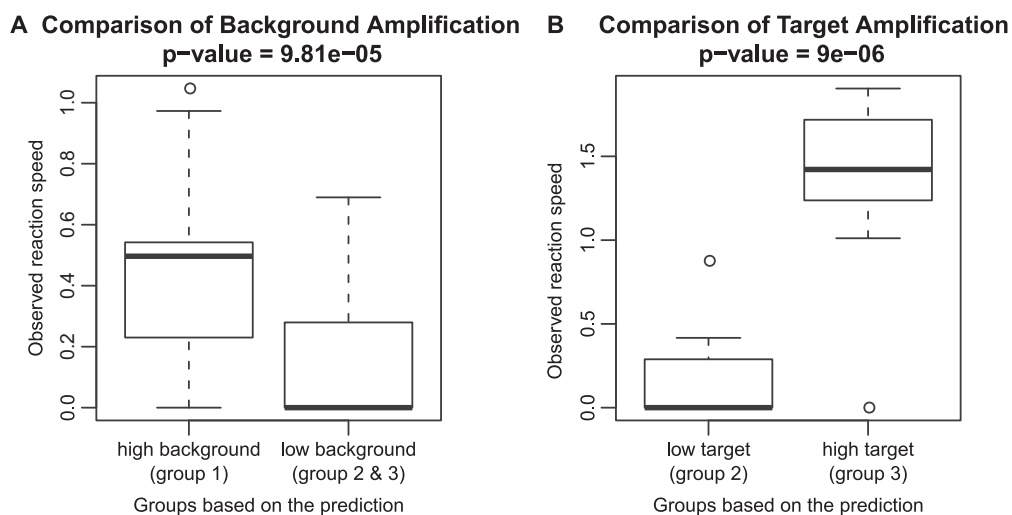 A Comparison of Background Amplification
p−value = 9.81e−05
Observed reaction speed
1.0
0.8
0.6
0.4
0.2
0.0
high background
(group 1)
low background
(group 2 & 3)
Groups based on the prediction
B Comparison of Target Amplification
p−value = 9e−06
Observed reaction speed
1.5
1.0
0.5
0.0
low target
(group 2)
high target
(group 3)
Groups based on the prediction